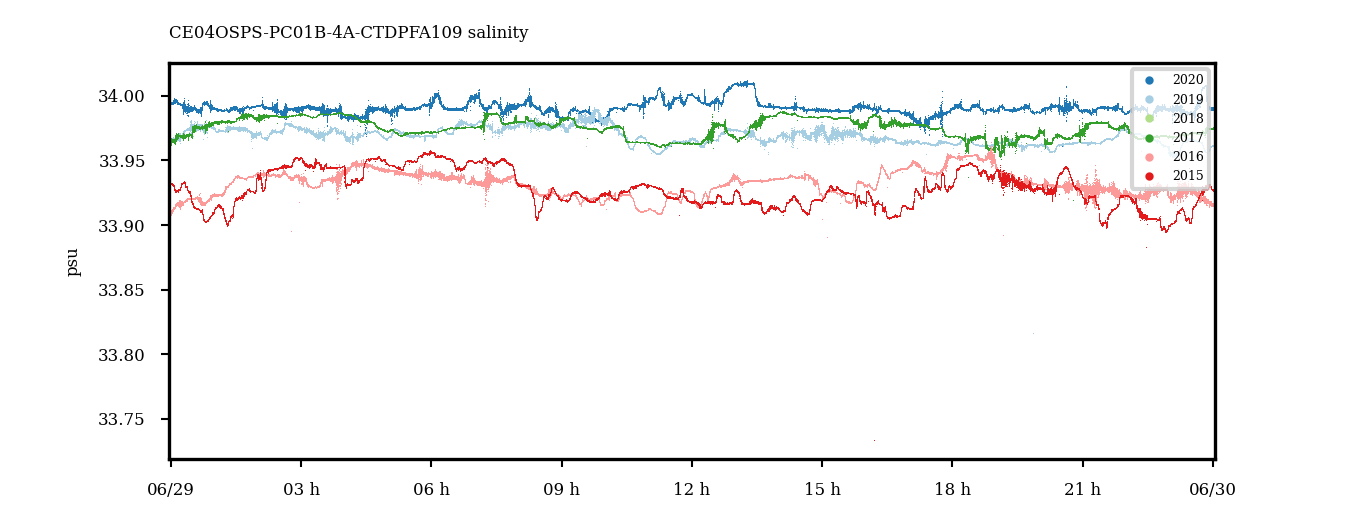 CE04OSPS-PC01B-4A-CTDPFA109 salinity
34.00
33.95
33.90
33.85
33.80
33.75
psu
06/29
03 h
06 h
09 h
12 h
15 h
18 h
21 h
06/30
2020
2019
2018
2017
2016
2015